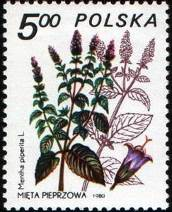 5.00 POLSKA
Mentha piperita L.
MIĘTA PIEPRZOWA 1980